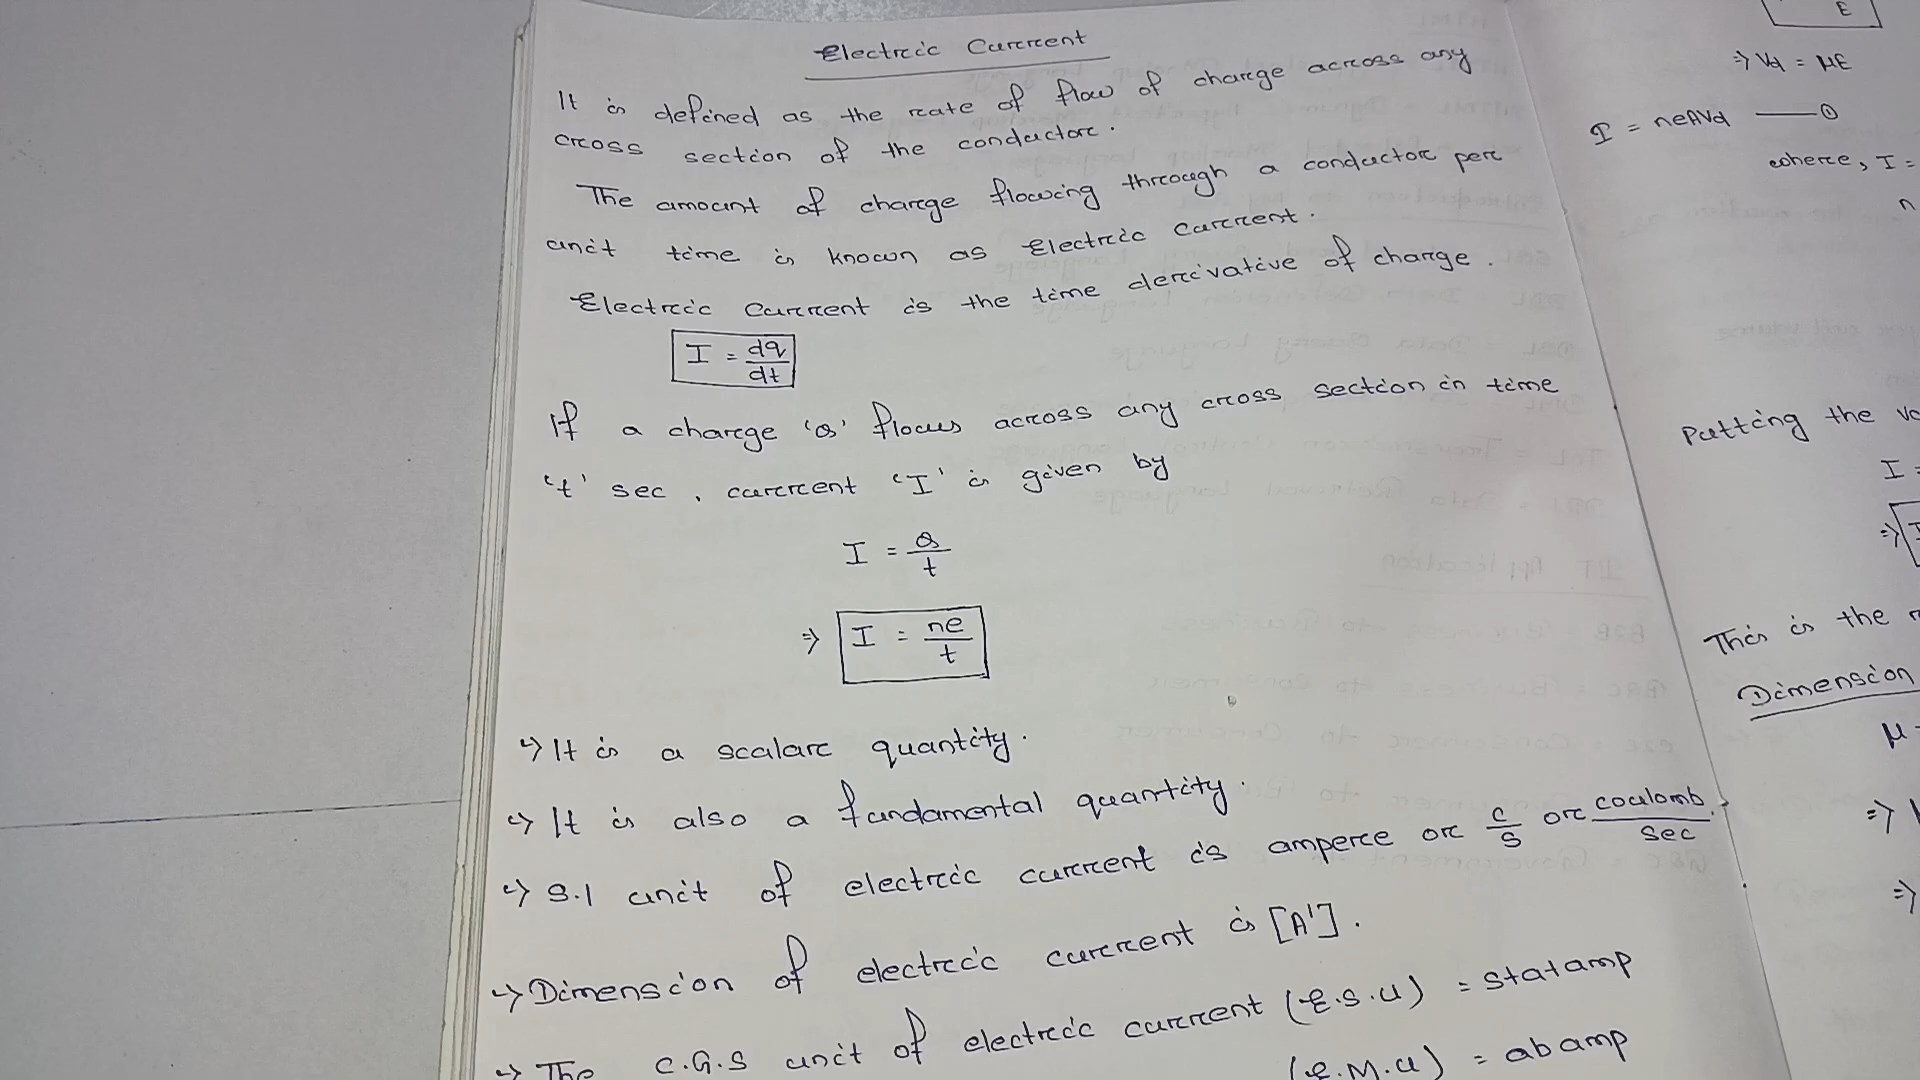 Electric Current
It is defined as the rate of flow of charge across any
cross section of the conductor.
The amount of charge flowing through a conductor per
unit time is known as Electric Current.
Electric Current is the time derivative of charge.
I = dq/dt
If a charge 'Q' flows across any cross section in time
't' sec, current 'I' is given by
I = Q/t
⇒ I = ne/t
↪ It is a scalar quantity.
↪ It is also a fundamental quantity.
↪ S.I unit of electric current is ampere or C/S or coulomb/sec.
↪ Dimension of electric current is [A¹].
↪ The C.G.S unit of electric current (E.S.U) = statamp
(e.M.U) = ab amp
E
⇒ Vd = μE
I = neAVd —— ①
where, I =
n
Putting the
I =
⇒ I
This is the
Dimension
μ
⇒
⇒